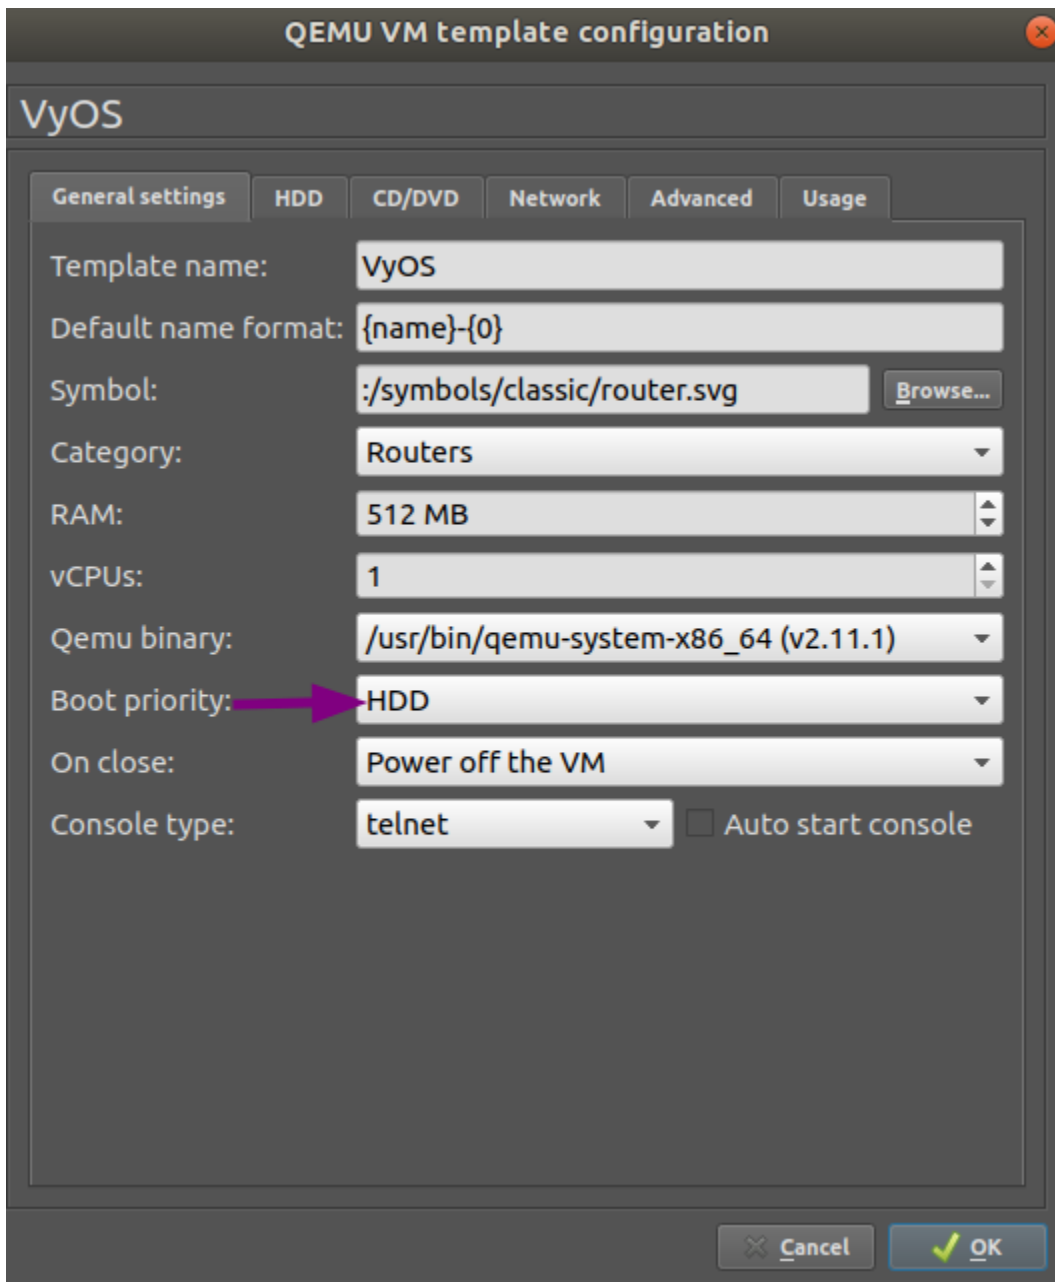 QEMU VM template configuration
VyOS
General settings HDD CD/DVD Network Advanced Usage
Template name: VyOS
Default name format: {name}-{0}
Symbol: :/symbols/classic/router.svg Browse...
Category: Routers
RAM: 512 MB
vCPUs: 1
Qemu binary: /usr/bin/qemu-system-x86_64 (v2.11.1)
Boot priority: HDD
On close: Power off the VM
Console type: telnet Auto start console
Cancel OK